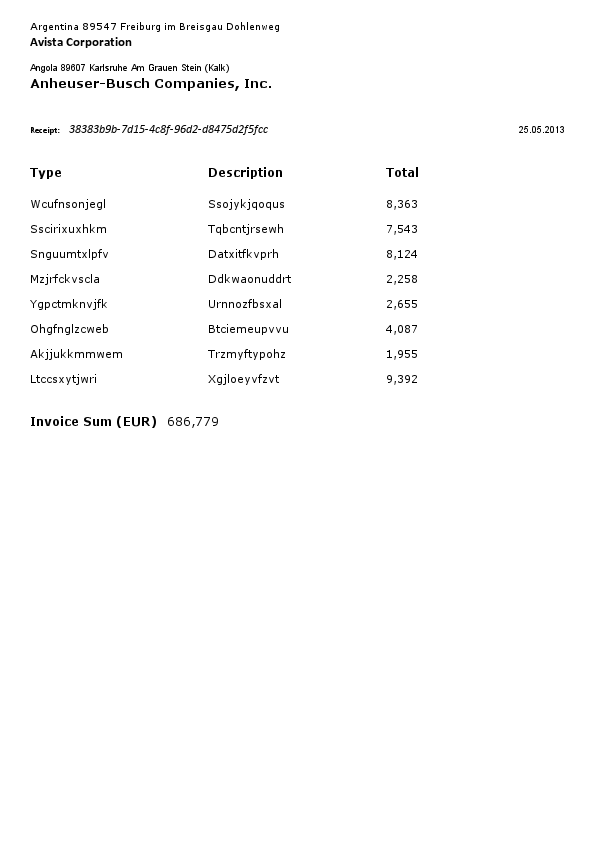 Argentina 89547 Freiburg im Breisgau Dohlenweg
Avista Corporation
Angola 89607 Karlsruhe Am Grauen Stein (Kalk)
Anheuser-Busch Companies, Inc.
Receipt: 38383b9b-7d15-4c8f-96d2-d8475d2f5fcc 25.05.2013
Type Description Total
Wcufnsonjegl Ssojykjqoqus 8,363
Sscirixuxhkm Tqbcntjrsewh 7,543
Snguumtxlpfv Datxitfkvprh 8,124
Mzjrfckvscla Ddkwaonuddrt 2,258
Ygpctmknvjfk Urnnozfbsxal 2,655
Ohgfnglzcweb Btciemeupvvu 4,087
Akjjukkmmwem Trzmyftypohz 1,955
Ltccsxytjwri Xgjloeyvfzvt 9,392
Invoice Sum (EUR) 686,779